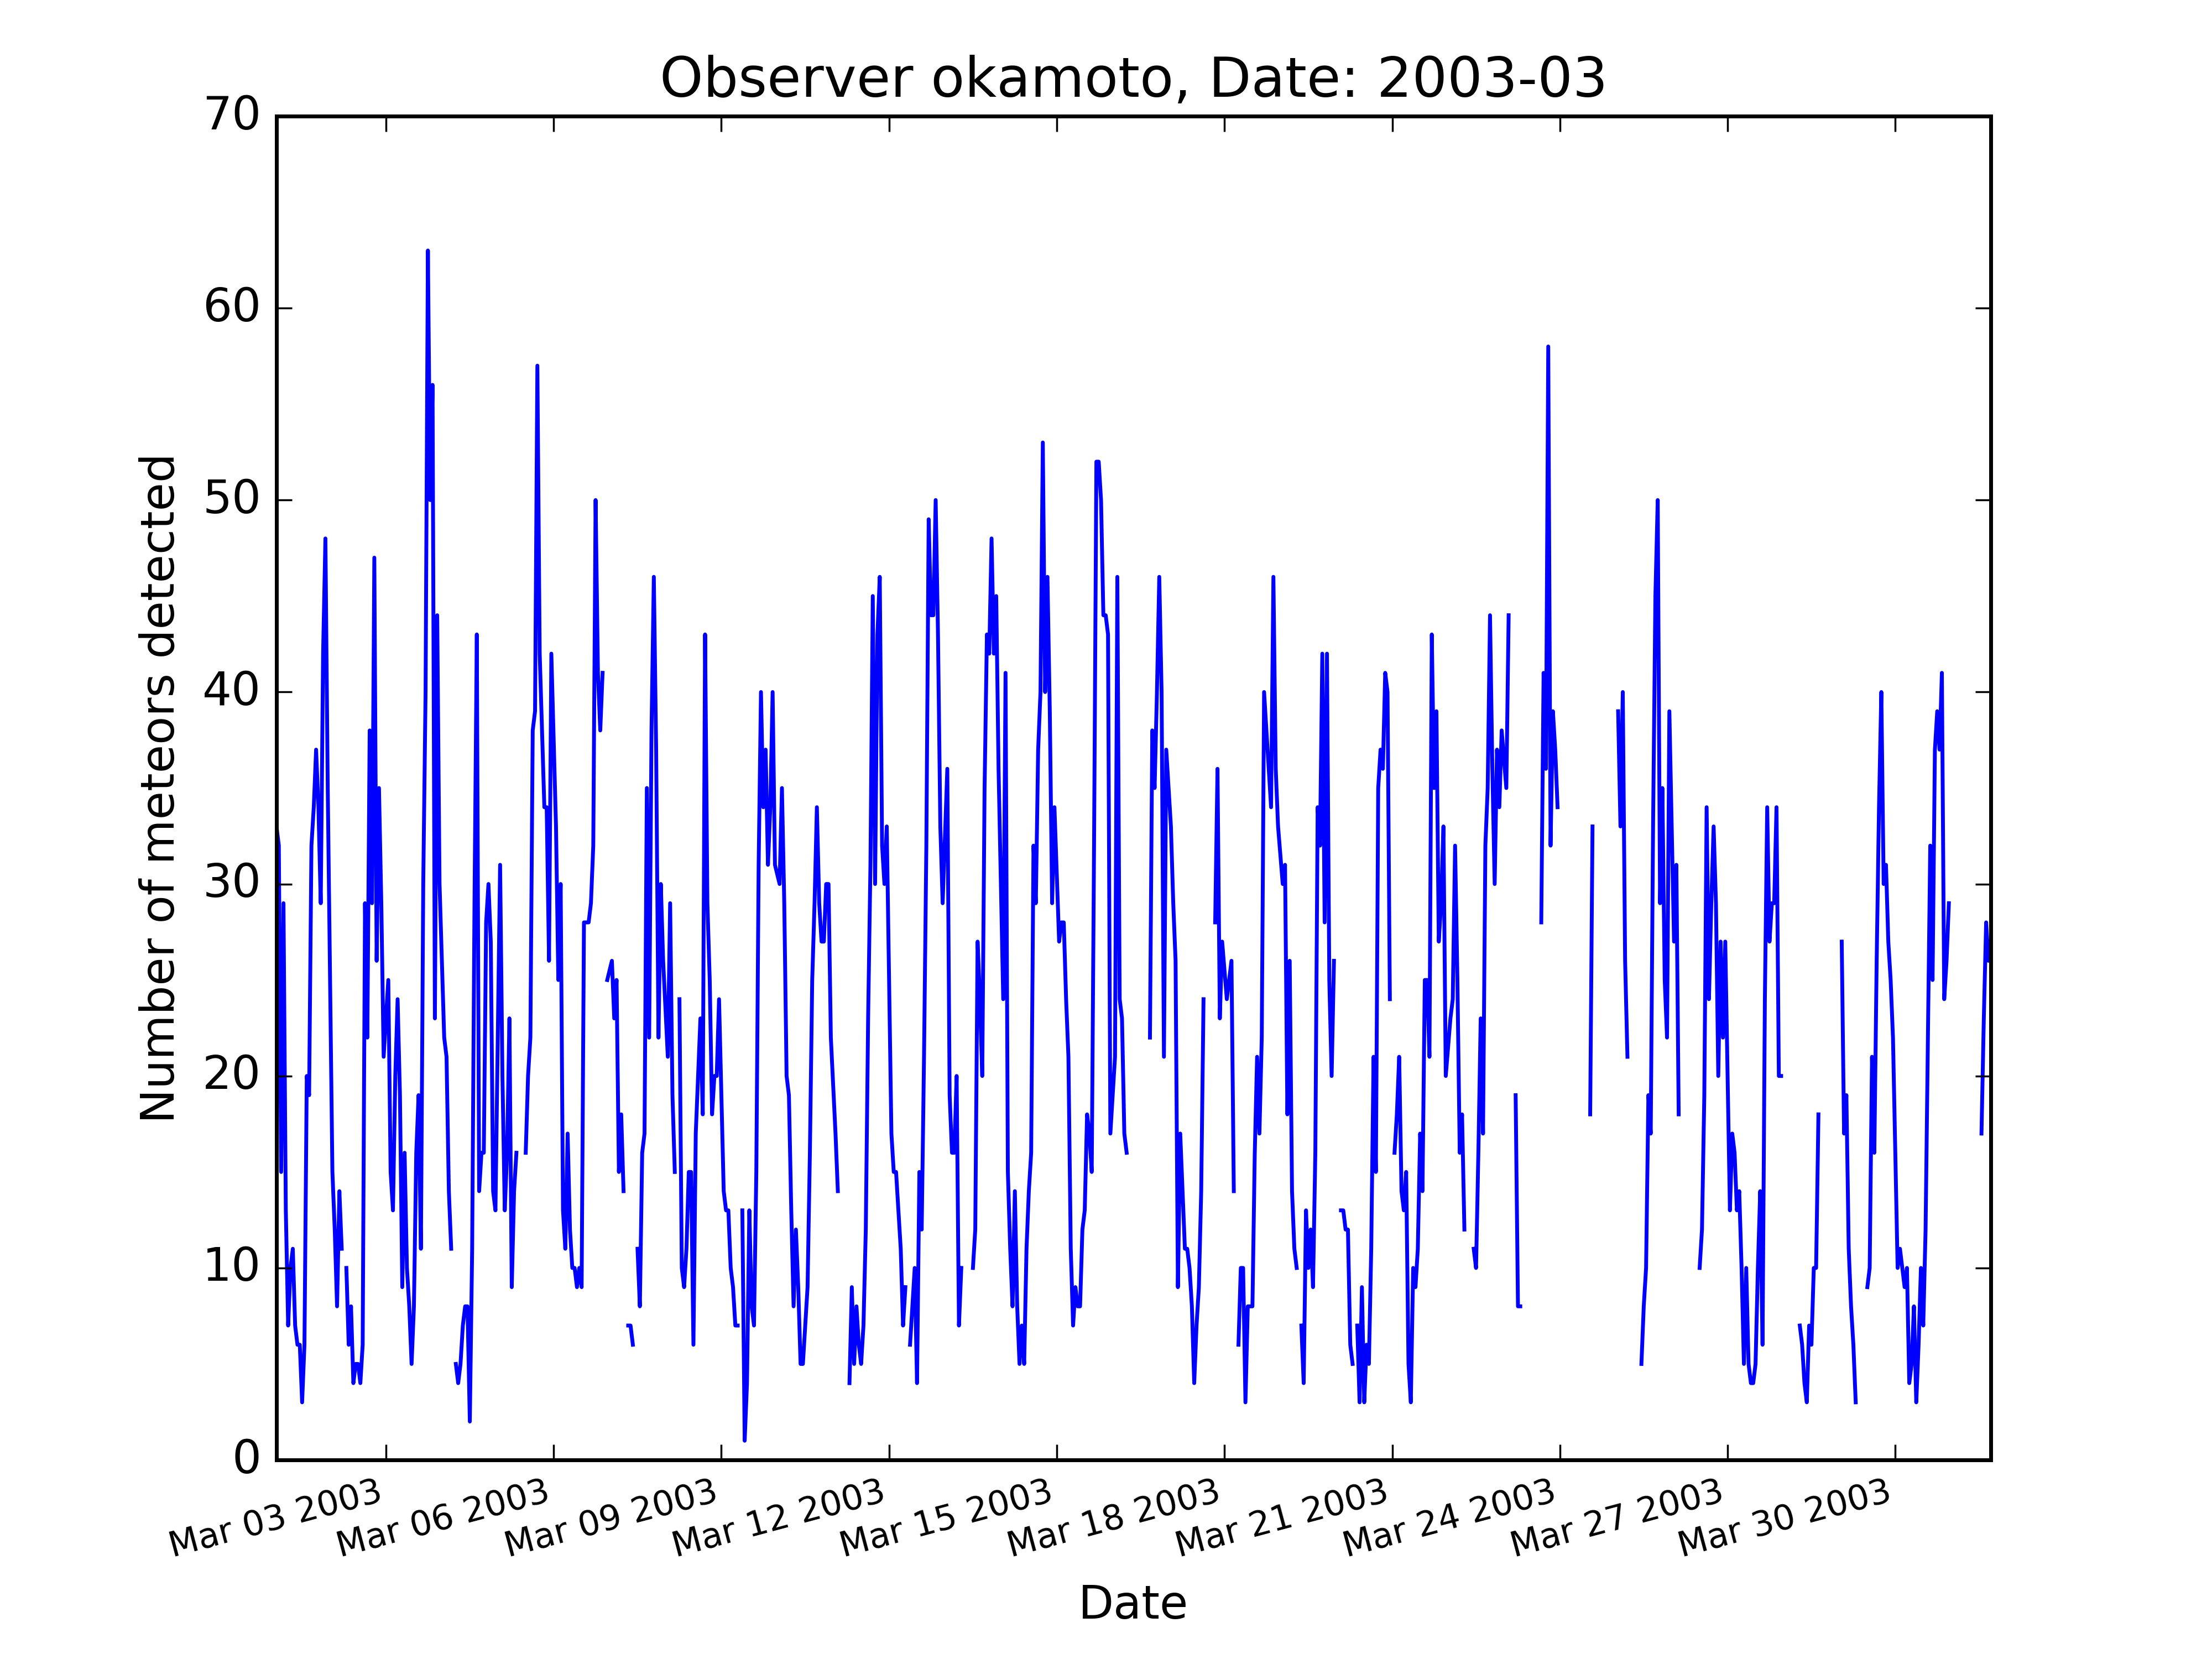 Observer okamoto, Date: 2003-03
70
60
50
40
30
20
10
0
Number of meteors detected
Mar 03 2003
Mar 06 2003
Mar 09 2003
Mar 12 2003
Mar 15 2003
Mar 18 2003
Mar 21 2003
Mar 24 2003
Mar 27 2003
Mar 30 2003
Date